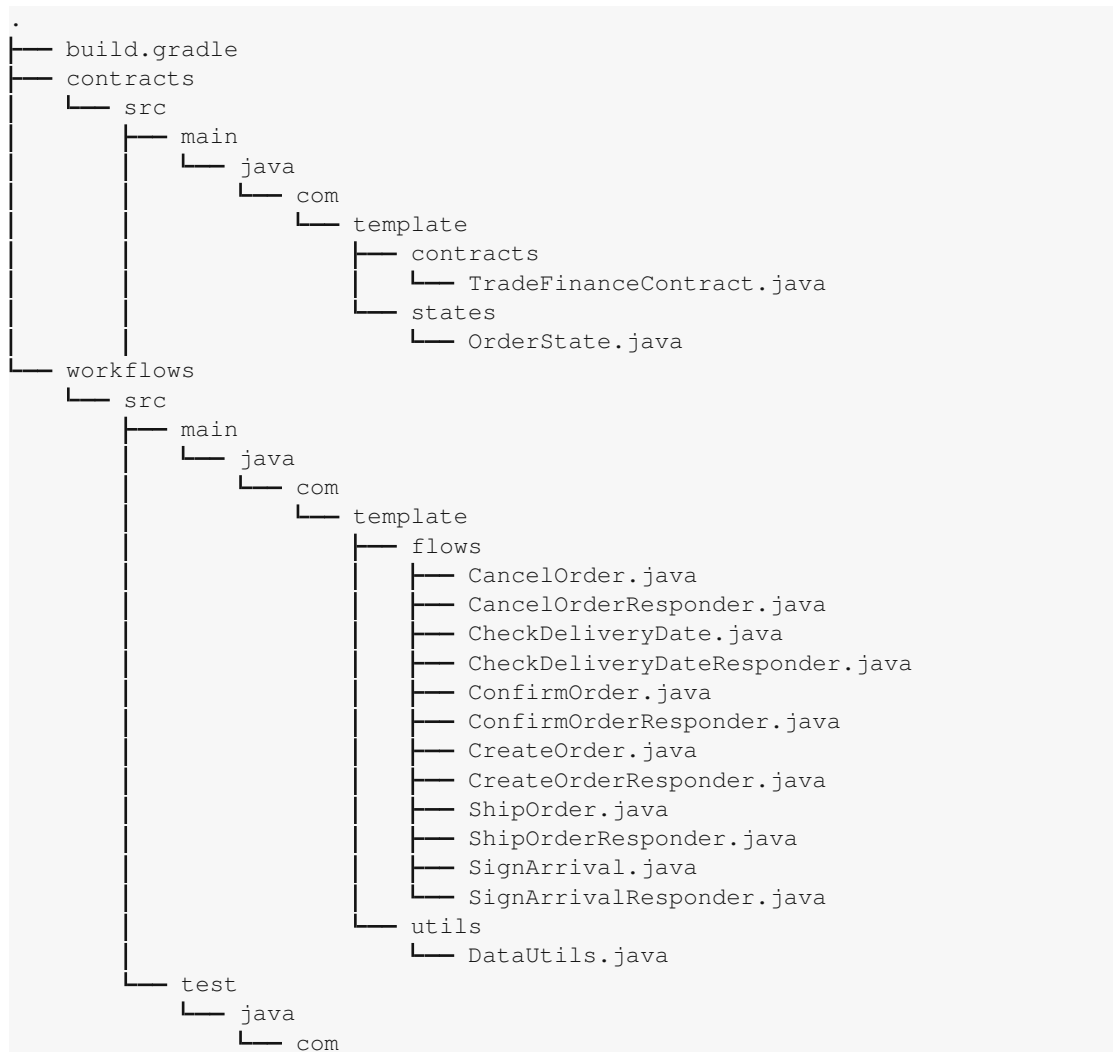 .
├── build.gradle
├── contracts
│   └── src
│       ├── main
│       │   └── java
│       │       └── com
│       │           └── template
│       │               ├── contracts
│       │               │   └── TradeFinanceContract.java
│       │               └── states
│       │                   └── OrderState.java
└── workflows
    └── src
        ├── main
        │   └── java
        │       └── com
        │           └── template
        │               ├── flows
        │               │   ├── CancelOrder.java
        │               │   ├── CancelOrderResponder.java
        │               │   ├── CheckDeliveryDate.java
        │               │   ├── CheckDeliveryDateResponder.java
        │               │   ├── ConfirmOrder.java
        │               │   ├── ConfirmOrderResponder.java
        │               │   ├── CreateOrder.java
        │               │   ├── CreateOrderResponder.java
        │               │   ├── ShipOrder.java
        │               │   ├── ShipOrderResponder.java
        │               │   ├── SignArrival.java
        │               │   └── SignArrivalResponder.java
        │               └── utils
        │                   └── DataUtils.java
        └── test
            └── java
                └── com